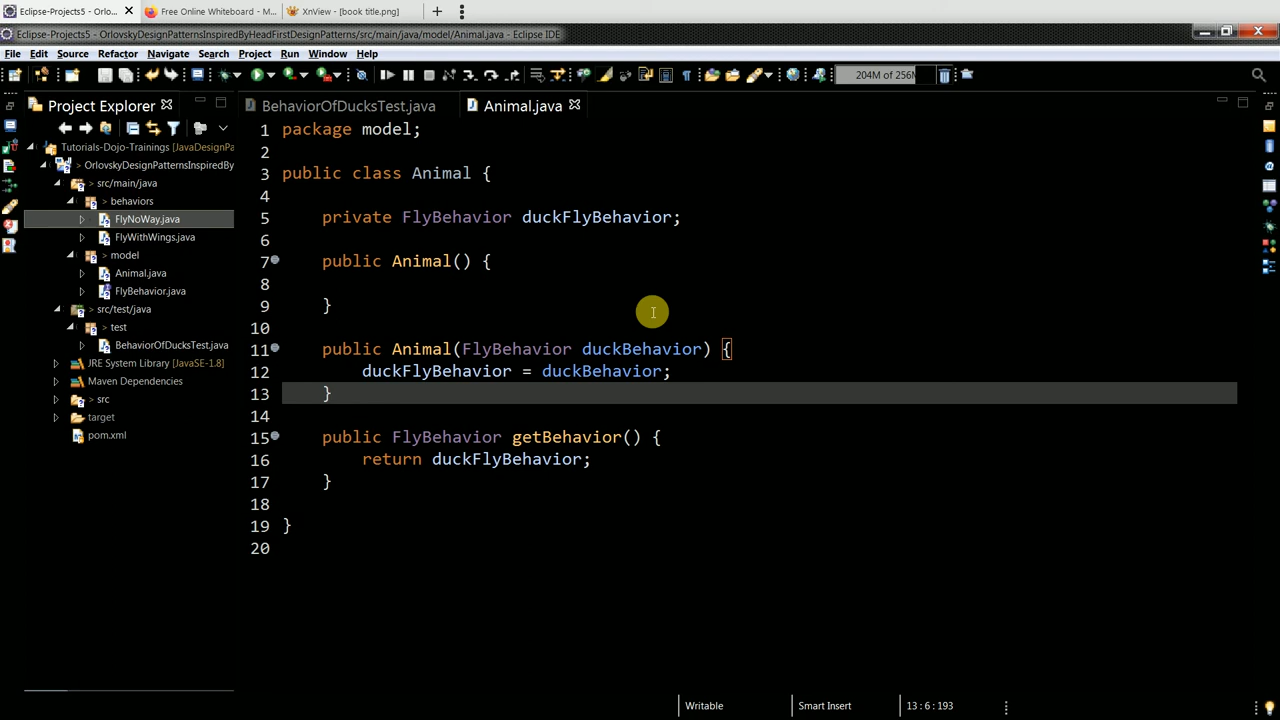 Eclipse-Projects5 - Orlo...
Free Online Whiteboard - M...
XnView - [book title.png]
Eclipse-Projects5 - OrlovskyDesignPatternsInspiredByHeadFirstDesignPatterns/src/main/java/model/Animal.java - Eclipse IDE
File Edit Source Refactor Navigate Search Project Run Window Help
204M of 256M
Project Explorer
BehaviorOfDucksTest.java
Animal.java
Tutorials-Dojo-Trainings [JavaDesignPa
> OrlovskyDesignPatternsInspiredBy
> src/main/java
> behaviors
FlyNoWay.java
FlyWithWings.java
> model
Animal.java
FlyBehavior.java
> src/test/java
> test
BehaviorOfDucksTest.java
JRE System Library [JavaSE-1.8]
Maven Dependencies
> src
target
pom.xml
1 package model;
2
3 public class Animal {
4
5 private FlyBehavior duckFlyBehavior;
6
7 public Animal() {
8
9 }
10
11 public Animal(FlyBehavior duckBehavior) {
12 duckFlyBehavior = duckBehavior;
13 }
14
15 public FlyBehavior getBehavior() {
16 return duckFlyBehavior;
17 }
18
19 }
20
Writable
Smart Insert
13 : 6 : 193